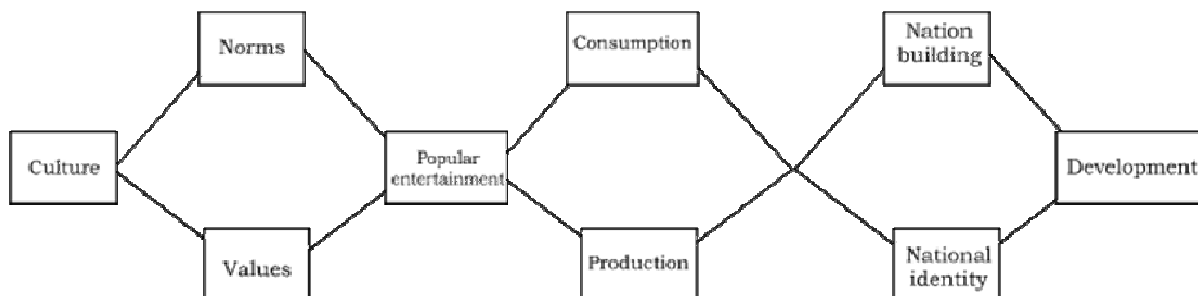 Norms
Consumption
Nation
building
Culture
Popular
entertainment
Development
Values
Production
National
identity